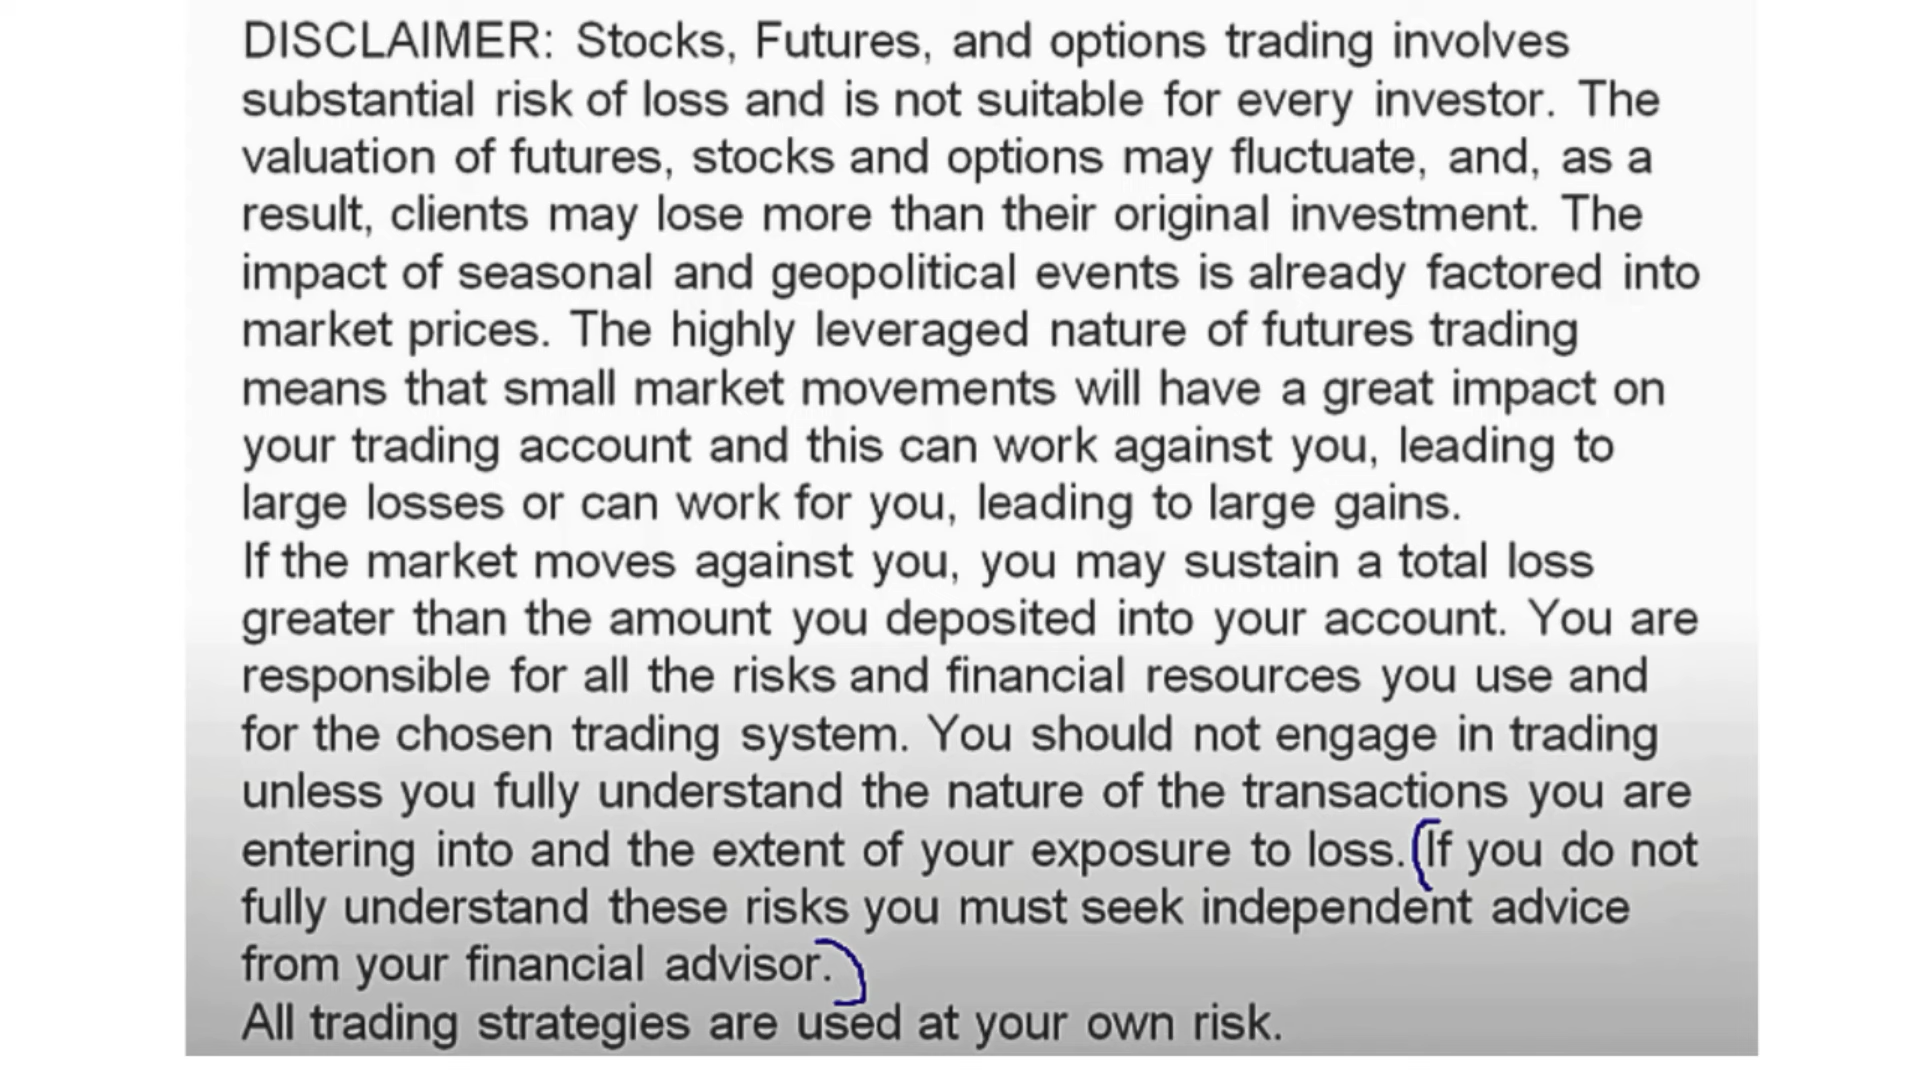 DISCLAIMER: Stocks, Futures, and options trading involves
substantial risk of loss and is not suitable for every investor. The
valuation of futures, stocks and options may fluctuate, and, as a
result, clients may lose more than their original investment. The
impact of seasonal and geopolitical events is already factored into
market prices. The highly leveraged nature of futures trading
means that small market movements will have a great impact on
your trading account and this can work against you, leading to
large losses or can work for you, leading to large gains.
If the market moves against you, you may sustain a total loss
greater than the amount you deposited into your account. You are
responsible for all the risks and financial resources you use and
for the chosen trading system. You should not engage in trading
unless you fully understand the nature of the transactions you are
entering into and the extent of your exposure to loss. (If you do not
fully understand these risks you must seek independent advice
from your financial advisor.)
All trading strategies are used at your own risk.